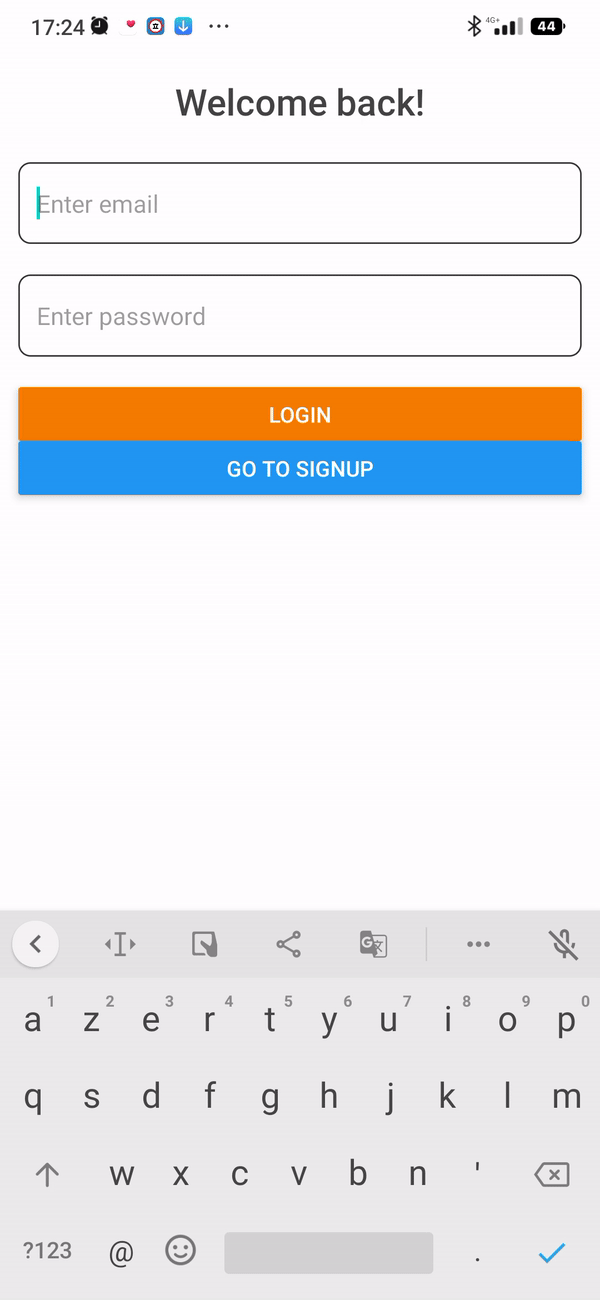 17:24 4G+ 44
Welcome back!
Enter email
Enter password
LOGIN
GO TO SIGNUP
1 2 3 4 5 6 7 8 9 0
a z e r t y u i o p
q s d f g h j k l m
w x c v b n '
?123 @ .